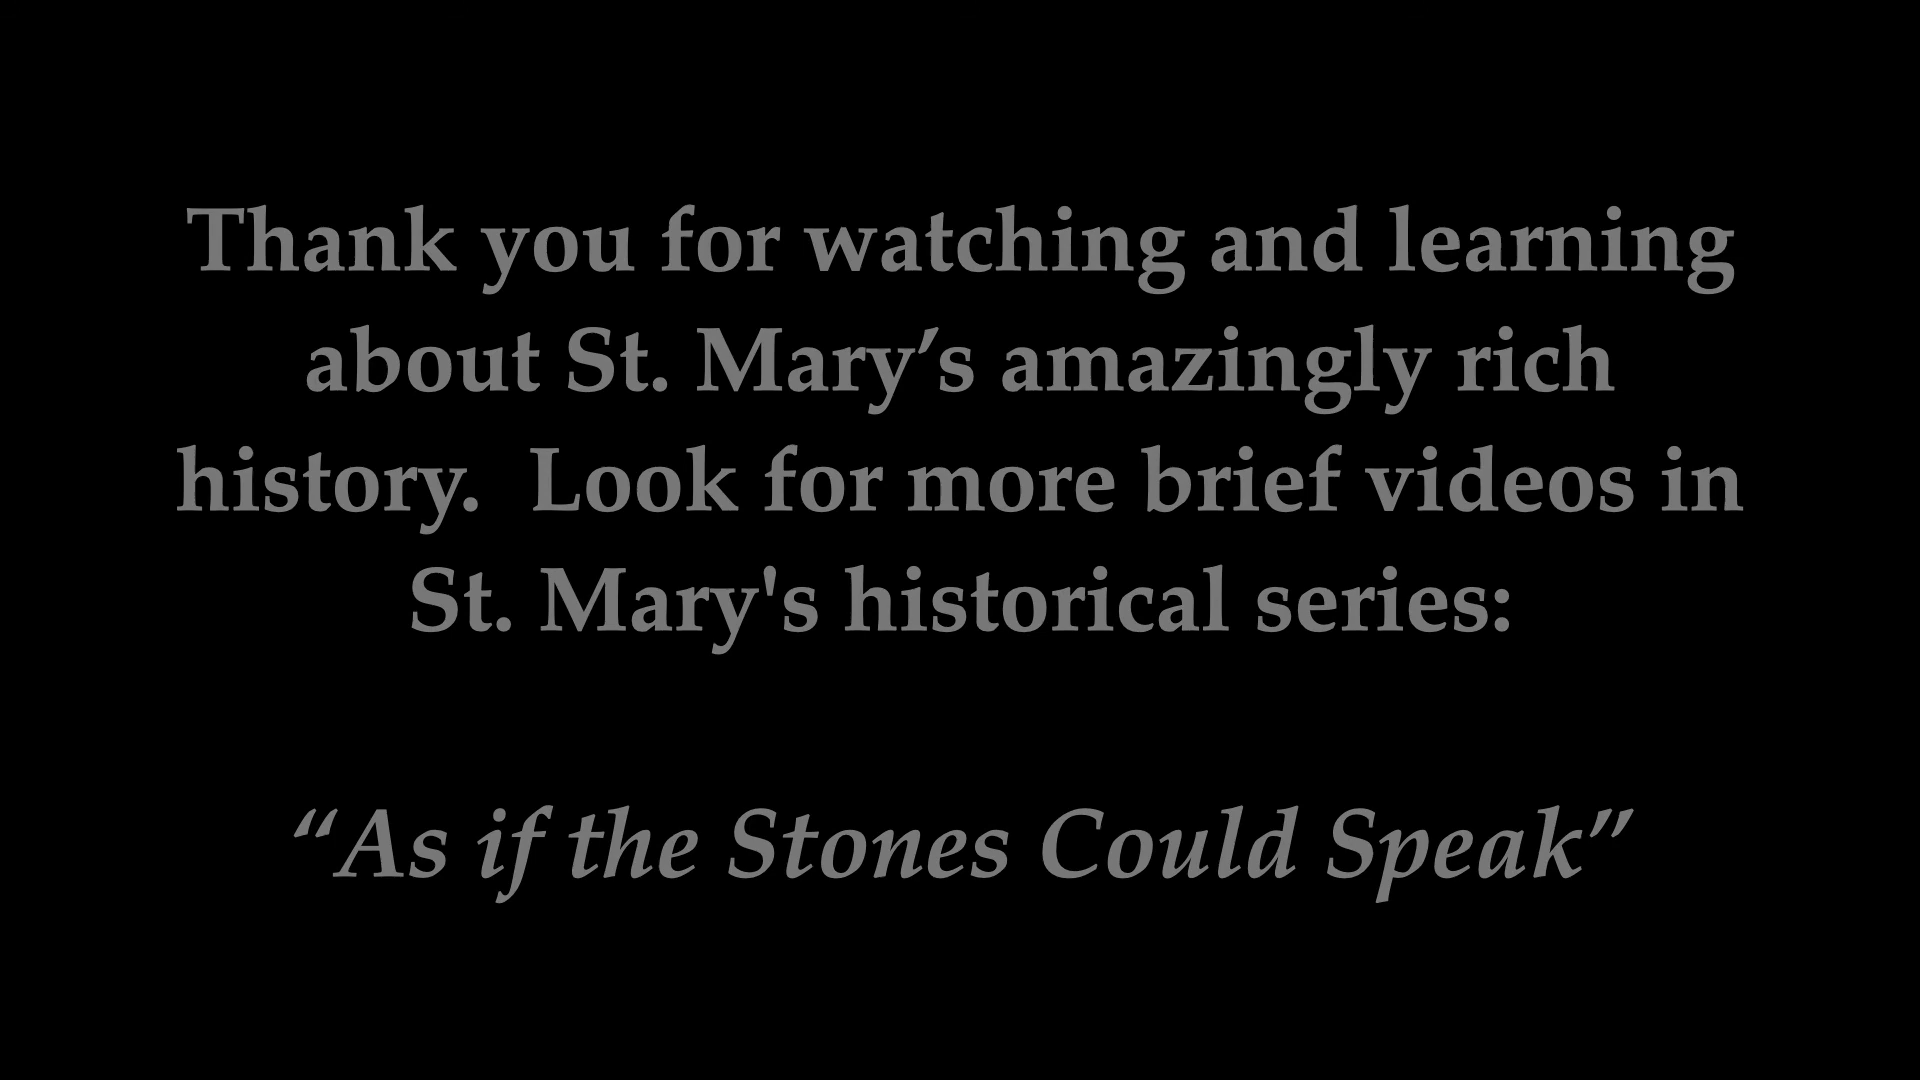 Thank you for watching and learning
about St. Mary’s amazingly rich
history.  Look for more brief videos in
St. Mary's historical series:
“As if the Stones Could Speak”